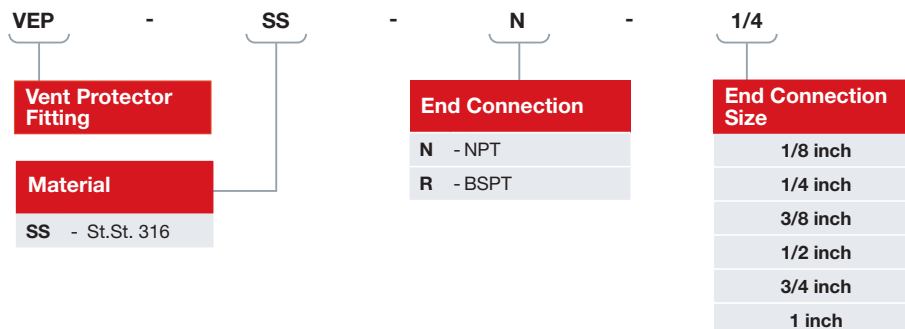 VEP - SS - N - 1/4
Vent Protector
Fitting
Material
SS - St.St. 316
End Connection
N - NPT
R - BSPT
End Connection
Size
1/8 inch
1/4 inch
3/8 inch
1/2 inch
3/4 inch
1 inch